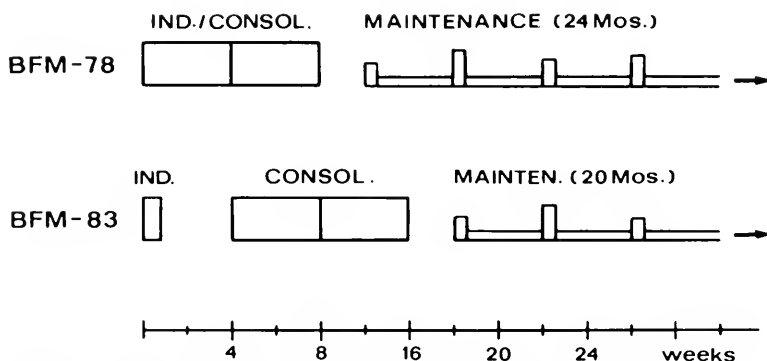 IND./CONSOL. MAINTENANCE (24 Mos.)
BFM-78
IND. CONSOL. MAINTEN. (20 Mos.)
BFM-83
4 8 16 20 24 weeks